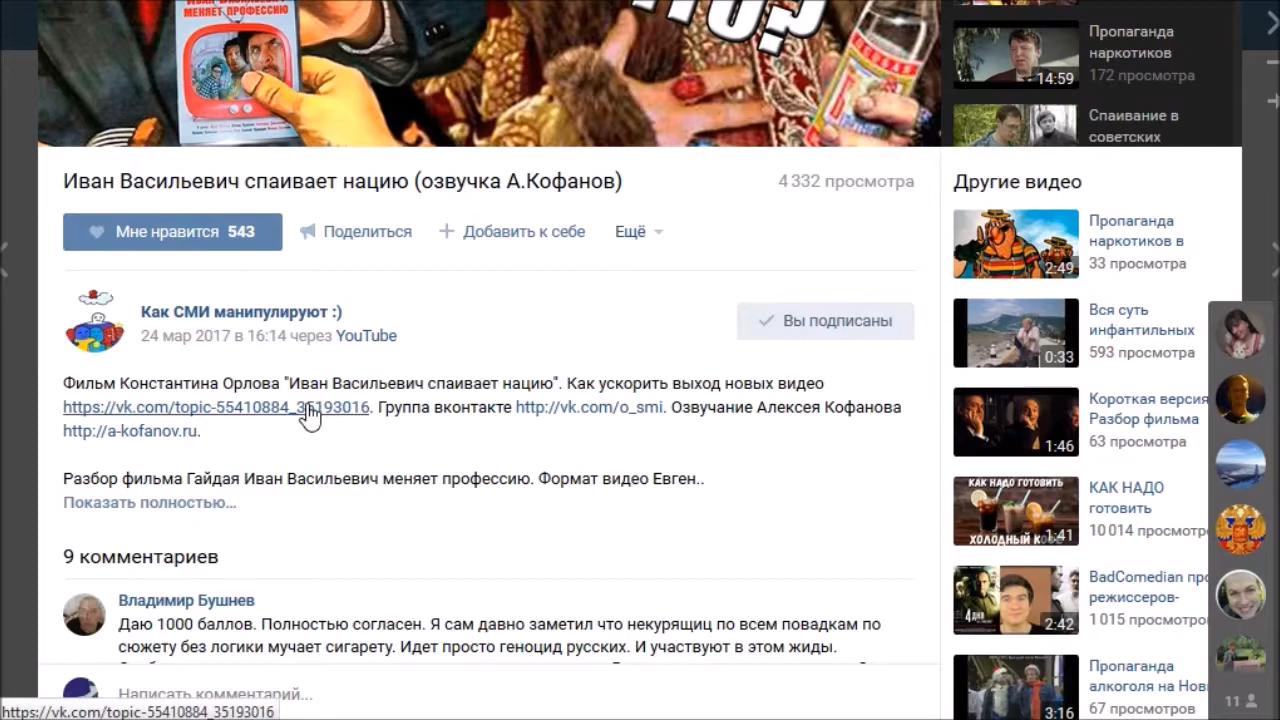 МЕНЯЕТ ПРОФЕССИЮ
Иван Васильевич спаивает нацию (озвучка А.Кофанов)
4 332 просмотра
Мне нравится 543
Поделиться
Добавить к себе
Ещё
Как СМИ манипулируют :)
24 мар 2017 в 16:14 через YouTube
Вы подписаны
Фильм Константина Орлова "Иван Васильевич спаивает нацию". Как ускорить выход новых видео
https://vk.com/topic-55410884_35193016. Группа вконтакте http://vk.com/o_smi. Озвучание Алексея Кофанова
http://a-kofanov.ru.
Разбор фильма Гайдая Иван Васильевич меняет профессию. Формат видео Евген..
Показать полностью…
9 комментариев
Владимир Бушнев
Даю 1000 баллов. Полностью согласен. Я сам давно заметил что некурящиц по всем повадкам по
сюжету без логики мучает сигарету. Идет просто геноцид русских. И участвуют в этом жиды.
Написать комментарий...
https://vk.com/topic-55410884_35193016
Пропаганда
наркотиков
172 просмотра
14:59
Спаивание в
советских
Другие видео
Пропаганда
наркотиков в
33 просмотра
2:49
Вся суть
инфантильных
593 просмотра
0:33
Короткая версия
Разбор фильма
63 просмотра
1:46
КАК НАДО ГОТОВИТЬ
ХОЛОДНЫЙ
1:41
КАК НАДО
готовить
10 014 просмотро
BadComedian про
режиссеров-
1 015 просмотро
2:42
Пропаганда
алкоголя на Нов
67 просмотров
3:16
11